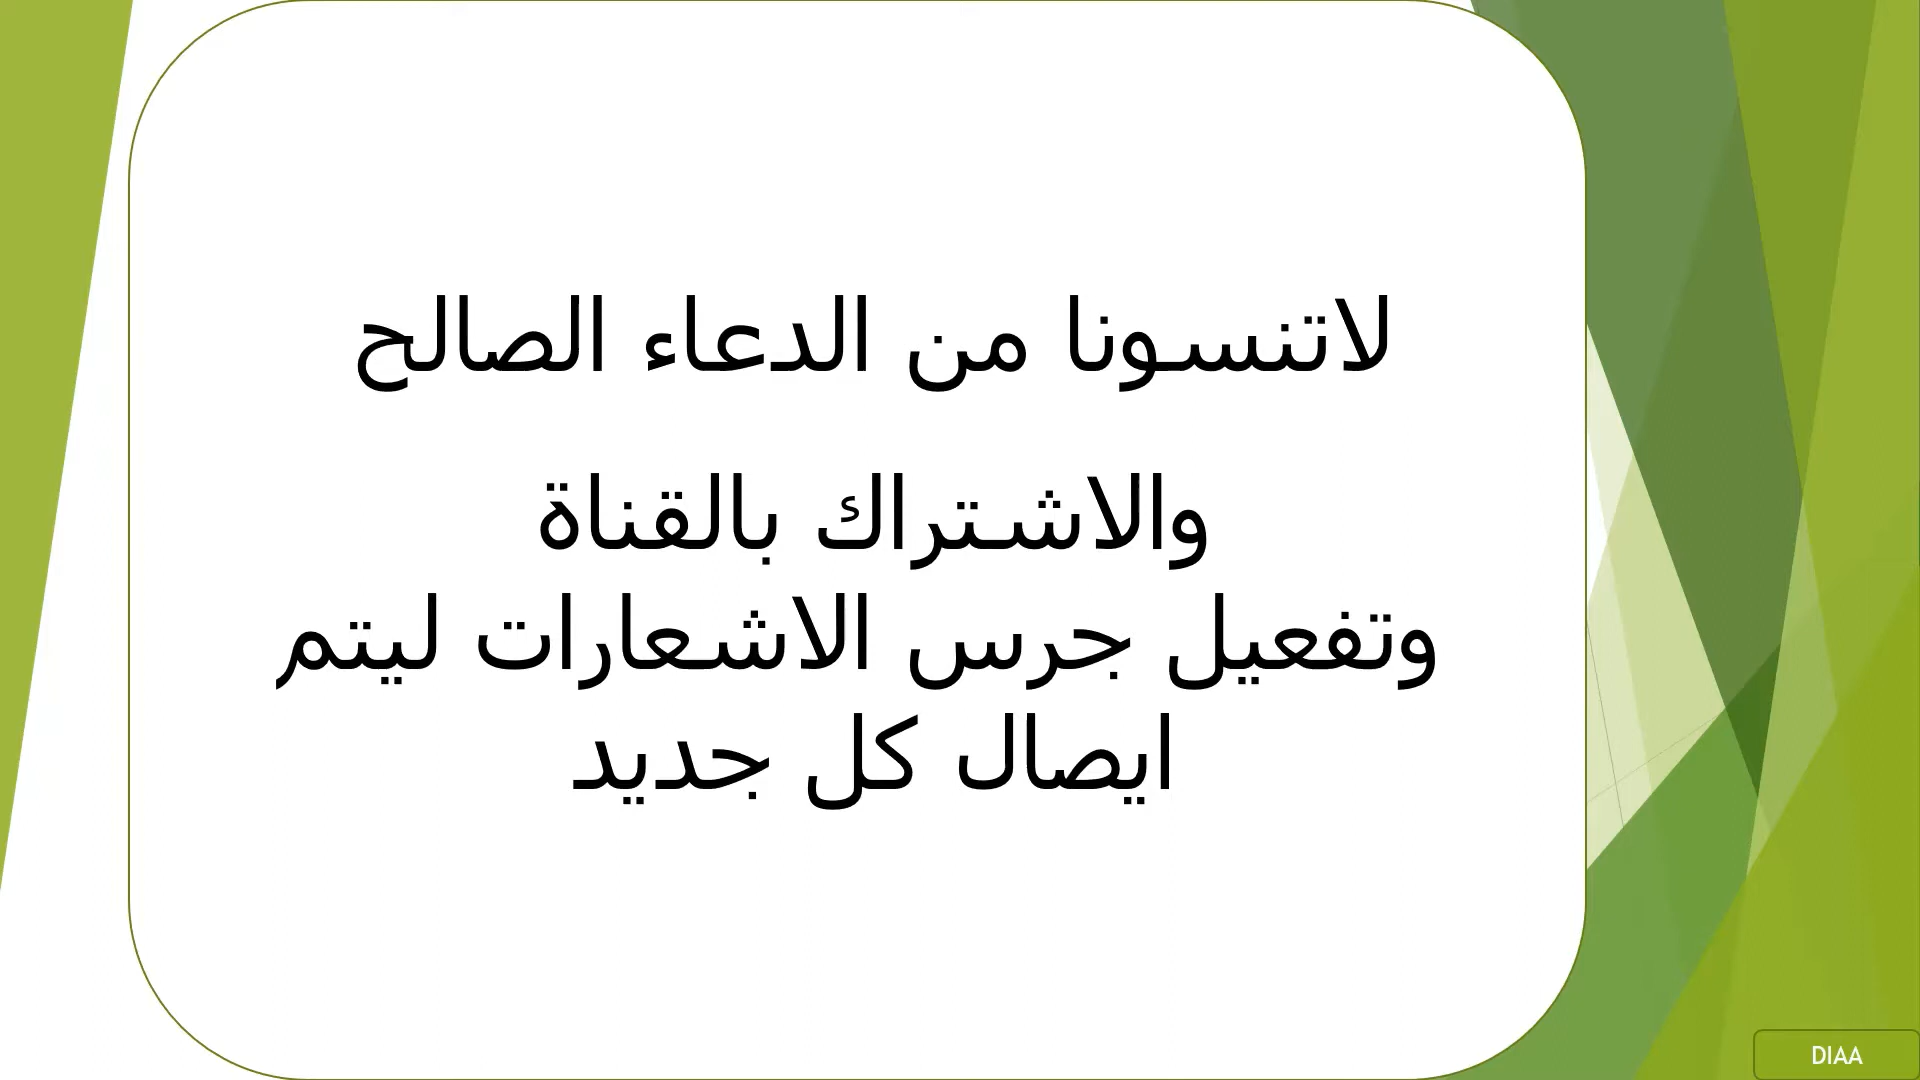 لاتنسونا من الدعاء الصالح
والاشتراك بالقناة
وتفعيل جرس الاشعارات ليتم
ايصال كل جديد
DIAA